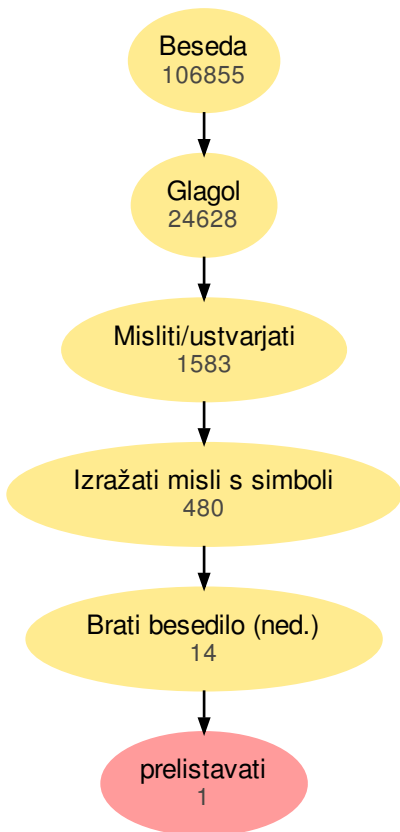 Beseda
106855
Glagol
24628
Misliti/ustvarjati
1583
Izražati misli s simboli
480
Brati besedilo (ned.)
14
prelistavati
1